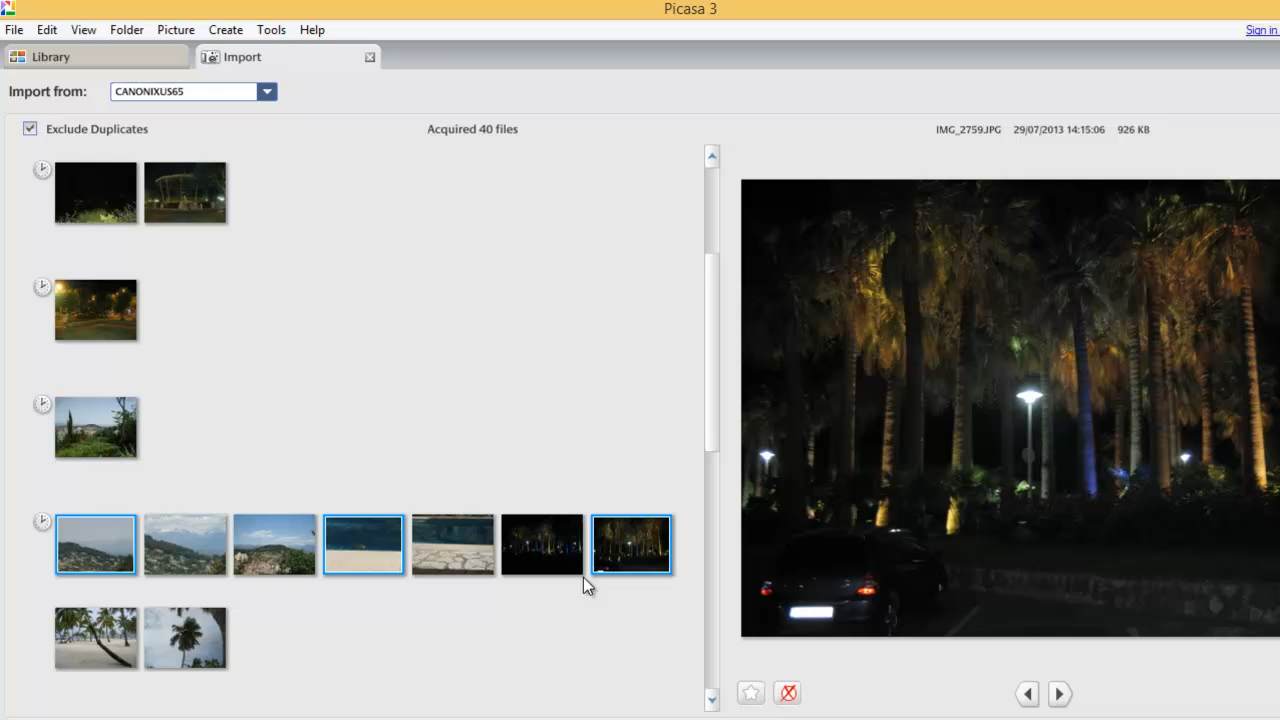 Picasa 3
File Edit View Folder Picture Create Tools Help Sign in
Library Import
Import from: CANONIXUS65
Exclude Duplicates Acquired 40 files IMG_2759.JPG 29/07/2013 14:15:06 926 KB